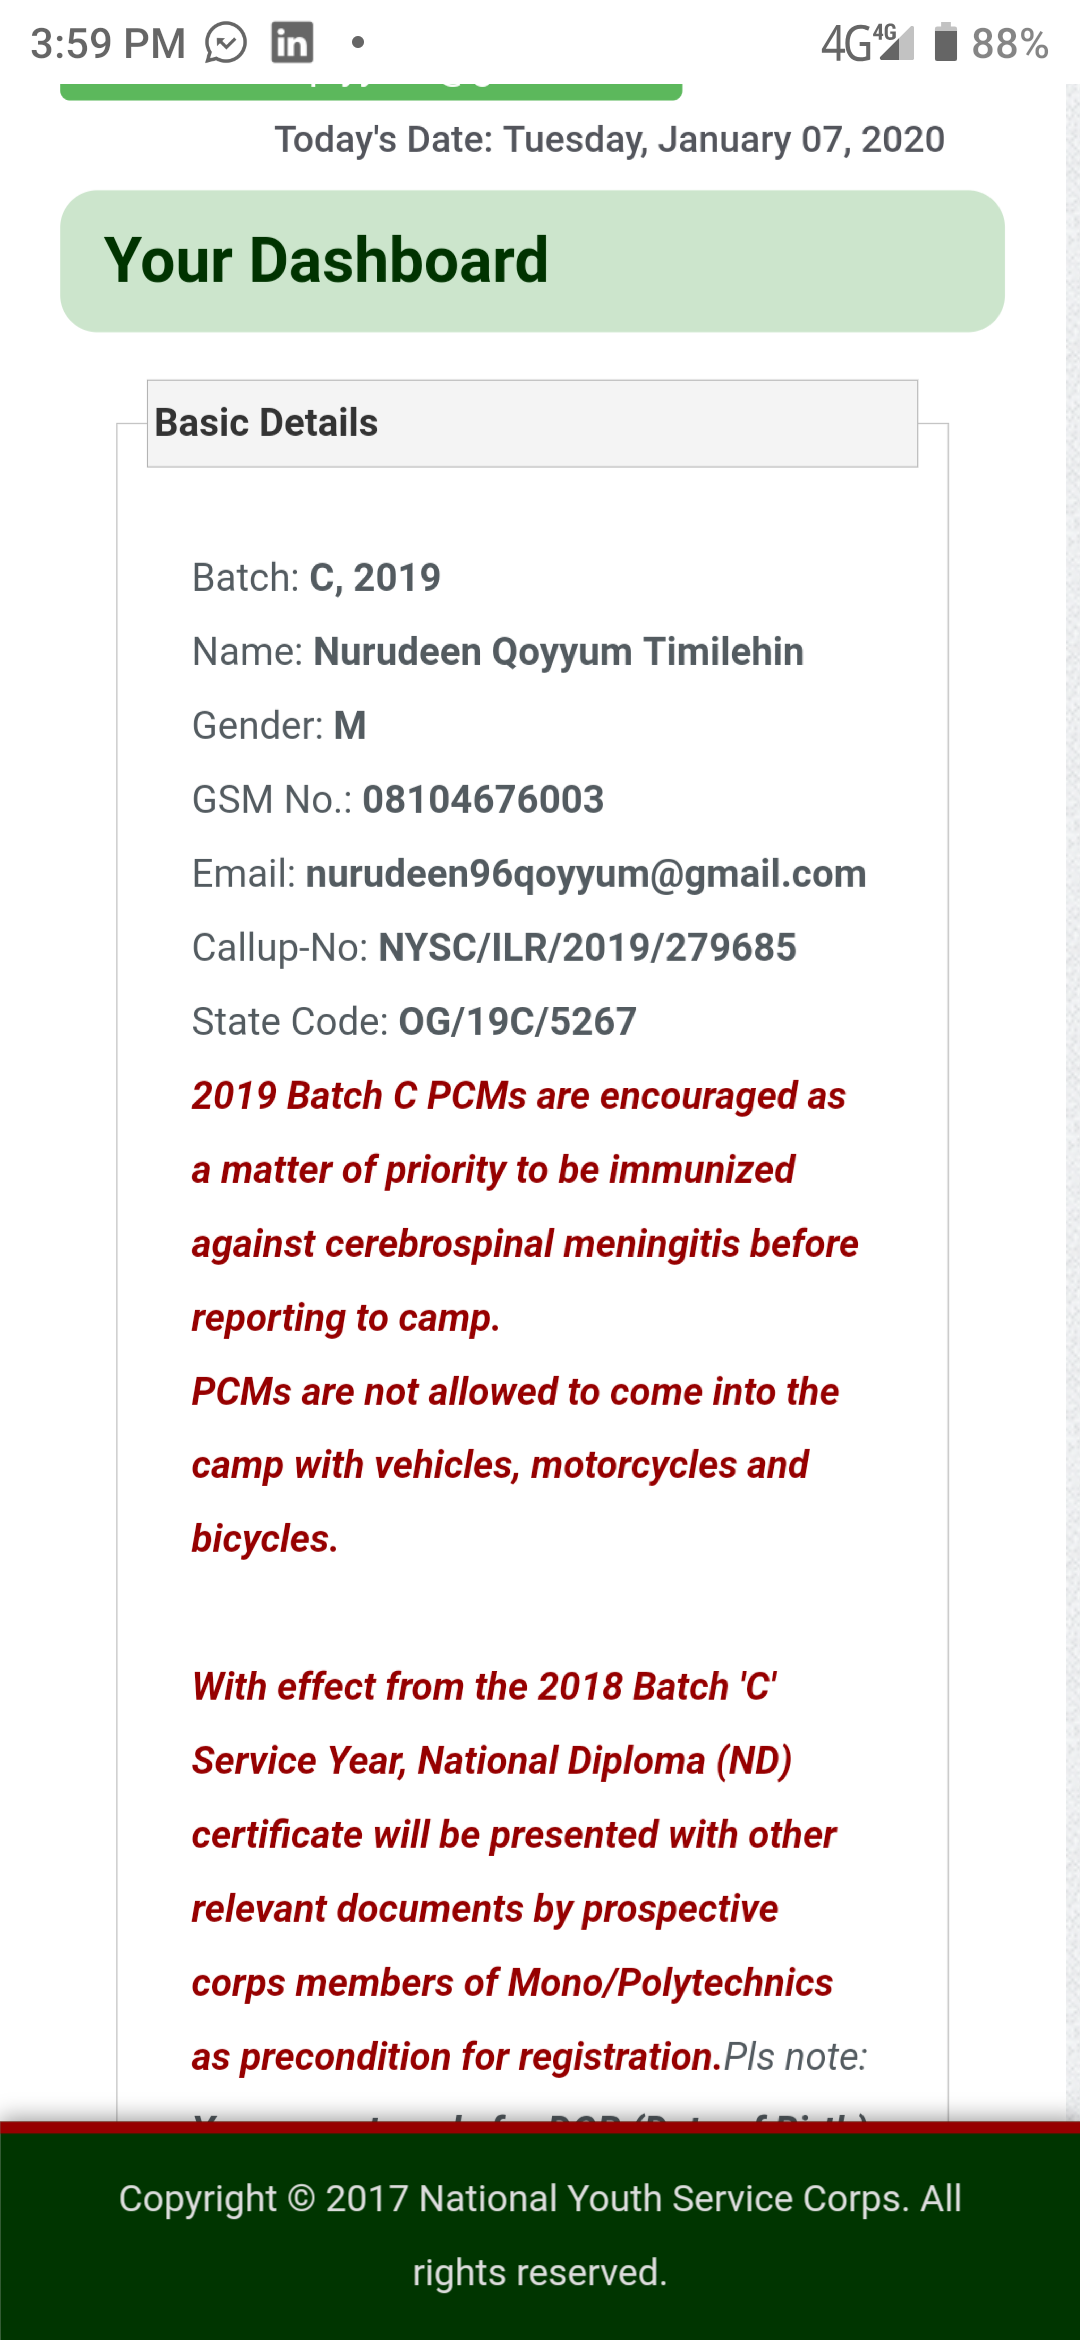 3:59 PM
4G 4G 88%
Today's Date: Tuesday, January 07, 2020
Your Dashboard
Basic Details
Batch: C, 2019
Name: Nurudeen Qoyyum Timilehin
Gender: M
GSM No.: 08104676003
Email: nurudeen96qoyyum@gmail.com
Callup-No: NYSC/ILR/2019/279685
State Code: OG/19C/5267
2019 Batch C PCMs are encouraged as
a matter of priority to be immunized
against cerebrospinal meningitis before
reporting to camp.
PCMs are not allowed to come into the
camp with vehicles, motorcycles and
bicycles.
With effect from the 2018 Batch 'C'
Service Year, National Diploma (ND)
certificate will be presented with other
relevant documents by prospective
corps members of Mono/Polytechnics
as precondition for registration.Pls note:
DOB (Date of Birth)
Copyright © 2017 National Youth Service Corps. All
rights reserved.